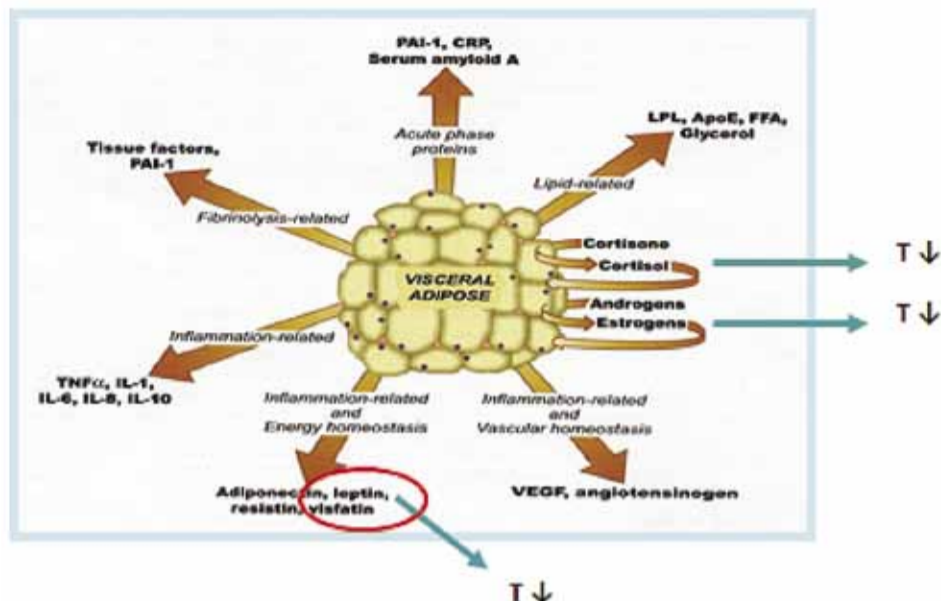 PAI-1, CRP,
Serum amyloid A
Acute phase
proteins
LPL, ApoE, FFA,
Glycerol
Lipid-related
Tissue factors,
PAI-1
Fibrinolysis-related
VISCERAL
ADIPOSE
Cortisone
Cortisol
T ↓
Androgens
Estrogens
T ↓
Inflammation-related
TNFα, IL-1,
IL-6, IL-8, IL-10
Inflammation-related
and
Energy homeostasis
Adiponectin, leptin,
resistin, visfatin
Inflammation-related
and
Vascular homeostasis
VEGF, angiotensinogen
T ↓